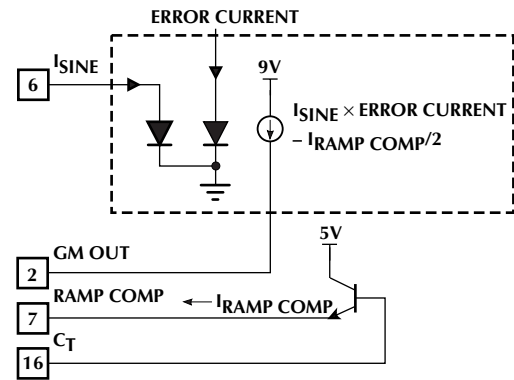 ERROR CURRENT
6
ISINE
9V
ISINE × ERROR CURRENT
– IRAMP COMP/2
GM OUT
2
5V
RAMP COMP
IRAMP COMP
7
CT
16